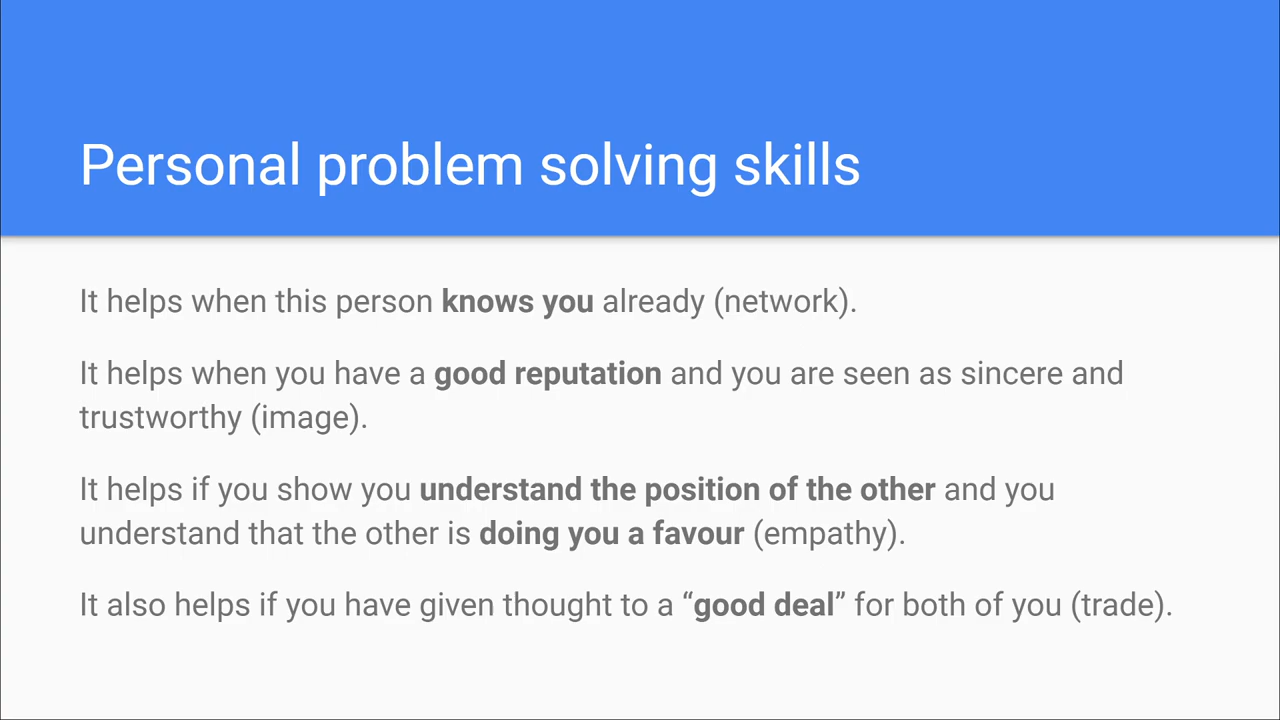 Personal problem solving skills
It helps when this person knows you already (network).
It helps when you have a good reputation and you are seen as sincere and
trustworthy (image).
It helps if you show you understand the position of the other and you
understand that the other is doing you a favour (empathy).
It also helps if you have given thought to a “good deal” for both of you (trade).